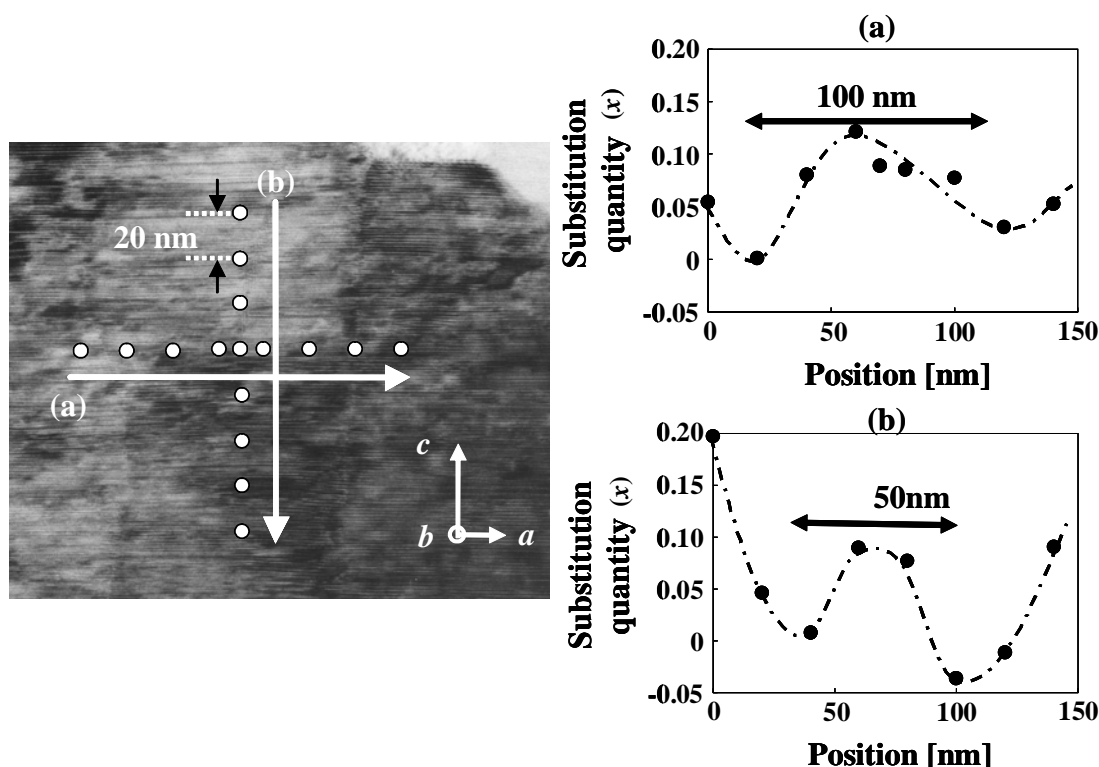 (b)
20 nm
(a)
c
b
a
(a)
Substitution
quantity (x)
0.20
0.15
0.10
0.05
0
-0.05
100 nm
0
50
100
150
Position [nm]
(b)
Substitution
quantity (x)
0.20
0.15
0.10
0.05
0
-0.05
50nm
0
50
100
150
Position [nm]